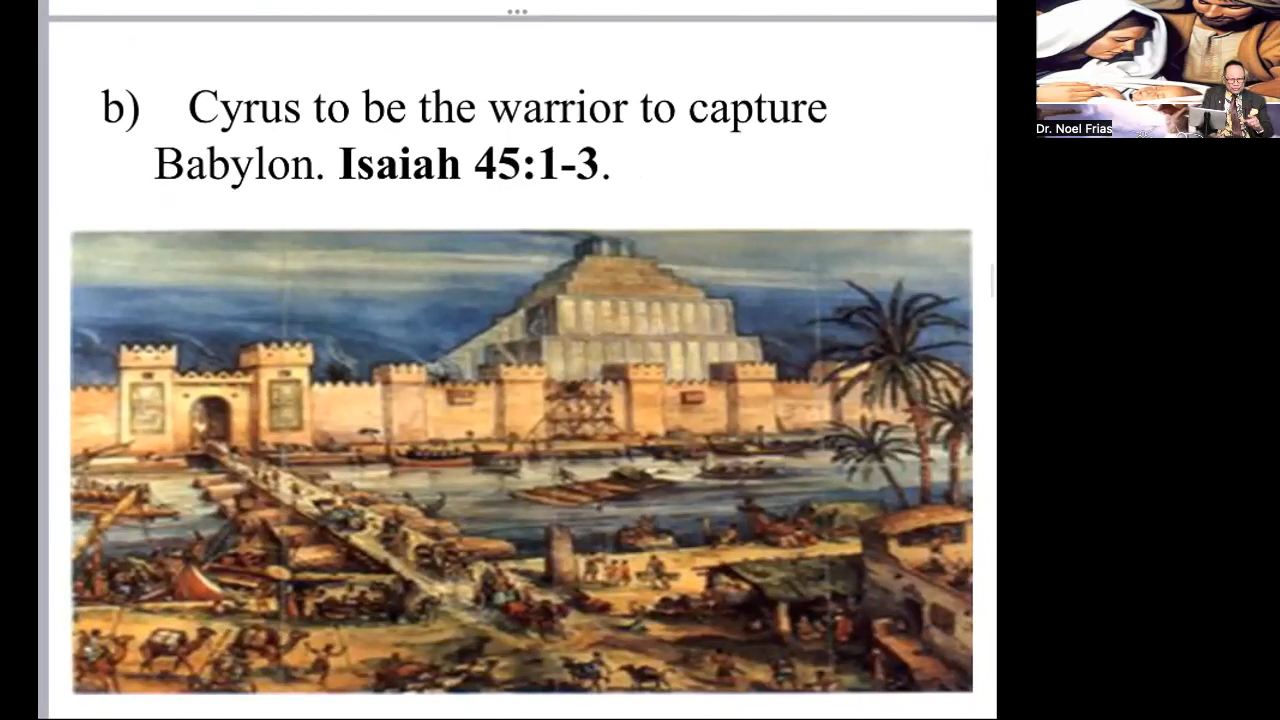 b) Cyrus to be the warrior to capture
Babylon. Isaiah 45:1-3.
Dr. Noel Frias